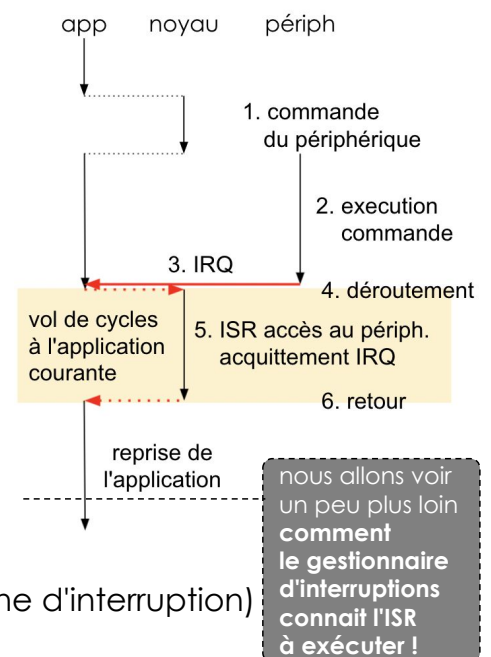 app noyau périph
1. commande
du périphérique
2. execution
commande
3. IRQ
4. déroutement
vol de cycles
à l'application
courante
5. ISR accès au périph.
acquittement IRQ
6. retour
reprise de
l'application
nous allons voir
un peu plus loin
comment
le gestionnaire
d'interruptions
connait l'ISR
à exécuter !
ne d'interruption)